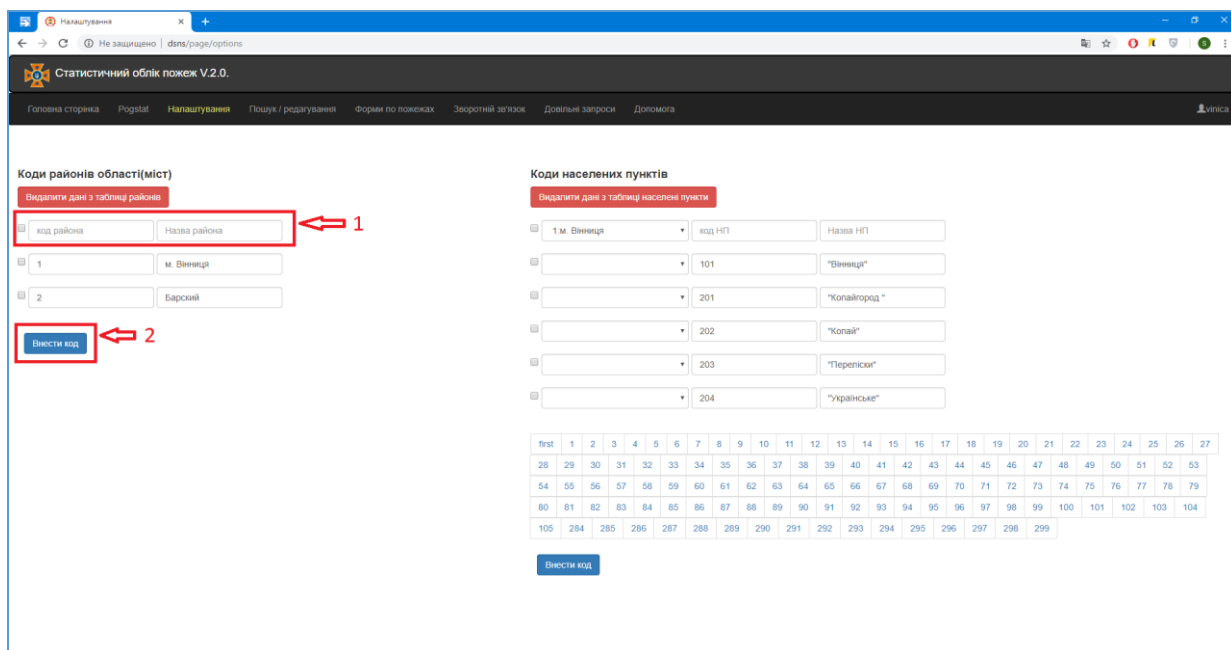 Налаштування
Не защищено | dsns/page/options
Статистичний облік пожеж V.2.0.
Головна сторінка Pogstat Налаштування Пошук / редагування Форми по пожежах Зворотній зв'язок Довільні запроси Допомога vinica
Коди районів області(міст)
Видалити дані з таблиці районів
код района Назва района 1
1 м. Вінниця
2 Барский
Внести код 2
Коди населених пунктів
Видалити дані з таблиці населені пункти
1:м. Вінниця код НП Назва НП
101 "Вінниця"
201 "Копайгород "
202 "Копай"
203 "Переліски"
204 "Українське"
first 1 2 3 4 5 6 7 8 9 10 11 12 13 14 15 16 17 18 19 20 21 22 23 24 25 26 27
28 29 30 31 32 33 34 35 36 37 38 39 40 41 42 43 44 45 46 47 48 49 50 51 52 53
54 55 56 57 58 59 60 61 62 63 64 65 66 67 68 69 70 71 72 73 74 75 76 77 78 79
80 81 82 83 84 85 86 87 88 89 90 91 92 93 94 95 96 97 98 99 100 101 102 103 104
105 284 285 286 287 288 289 290 291 292 293 294 295 296 297 298 299
Внести код